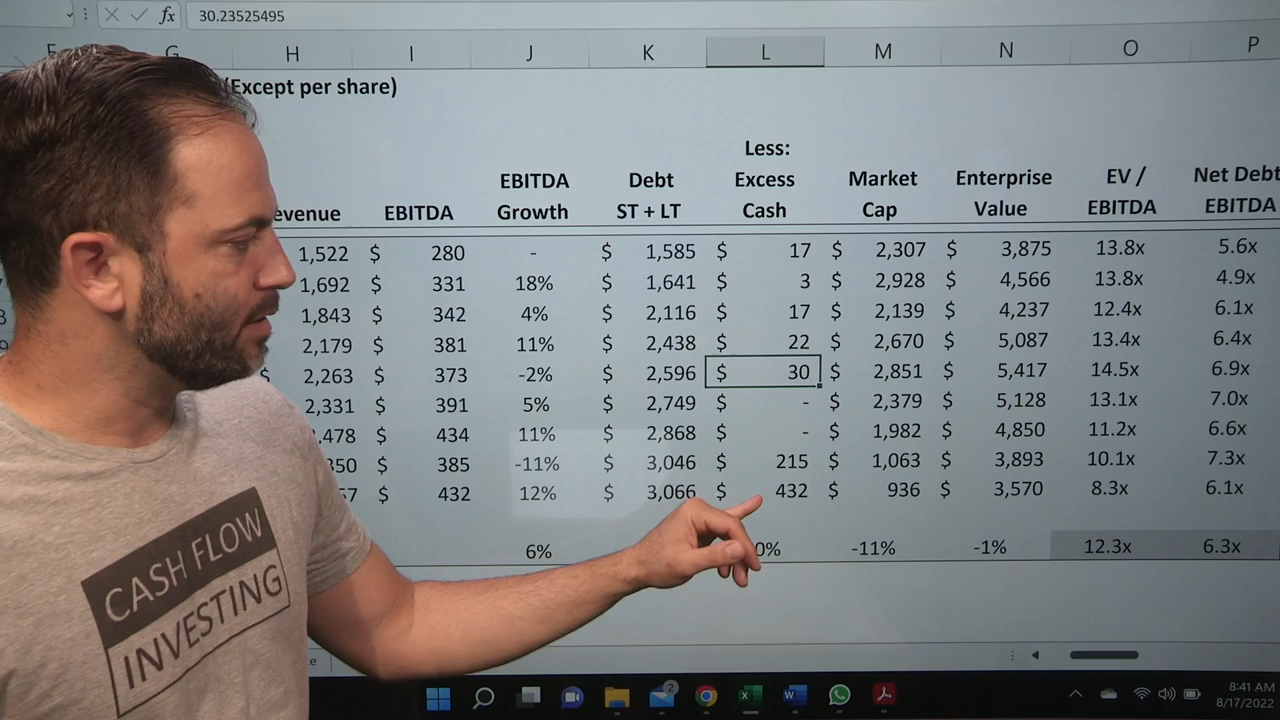 fx 30.23525495
G H I J K L M N O P
(Except per share)
Less:
EBITDA Debt Excess Market Enterprise EV / Net Debt
EBITDA Growth ST + LT Cash Cap Value EBITDA EBITDA
1,522 $ 280 - $ 1,585 $ 17 $ 2,307 $ 3,875 13.8x 5.6x
1,692 $ 331 18% $ 1,641 $ 3 $ 2,928 $ 4,566 13.8x 4.9x
1,843 $ 342 4% $ 2,116 $ 17 $ 2,139 $ 4,237 12.4x 6.1x
2,179 $ 381 11% $ 2,438 $ 22 $ 2,670 $ 5,087 13.4x 6.4x
$ 2,263 $ 373 -2% $ 2,596 $ 30 $ 2,851 $ 5,417 14.5x 6.9x
2,331 $ 391 5% $ 2,749 $ - $ 2,379 $ 5,128 13.1x 7.0x
,478 $ 434 11% $ 2,868 $ - $ 1,982 $ 4,850 11.2x 6.6x
350 $ 385 -11% $ 3,046 $ 215 $ 1,063 $ 3,893 10.1x 7.3x
57 $ 432 12% $ 3,066 $ 432 $ 936 $ 3,570 8.3x 6.1x
6% 0% -11% -1% 12.3x 6.3x
CASH FLOW
INVESTING
2
8:41 AM
8/17/2022